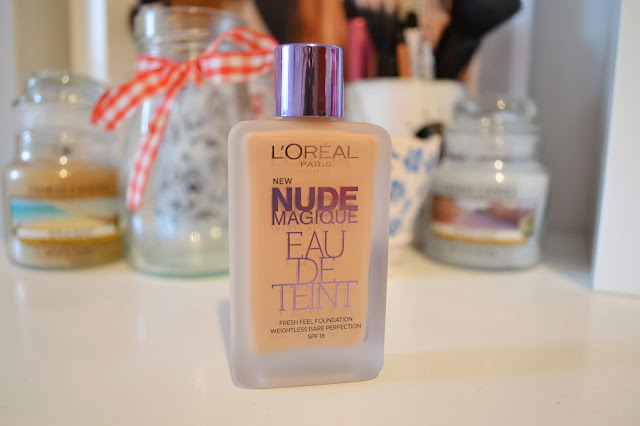 L'ORÉAL
PARIS
NEW
NUDE
MAGIQUE
EAU
DE
TEINT
FRESH FEEL FOUNDATION
WEIGHTLESS BARE PERFECTION
SPF 18